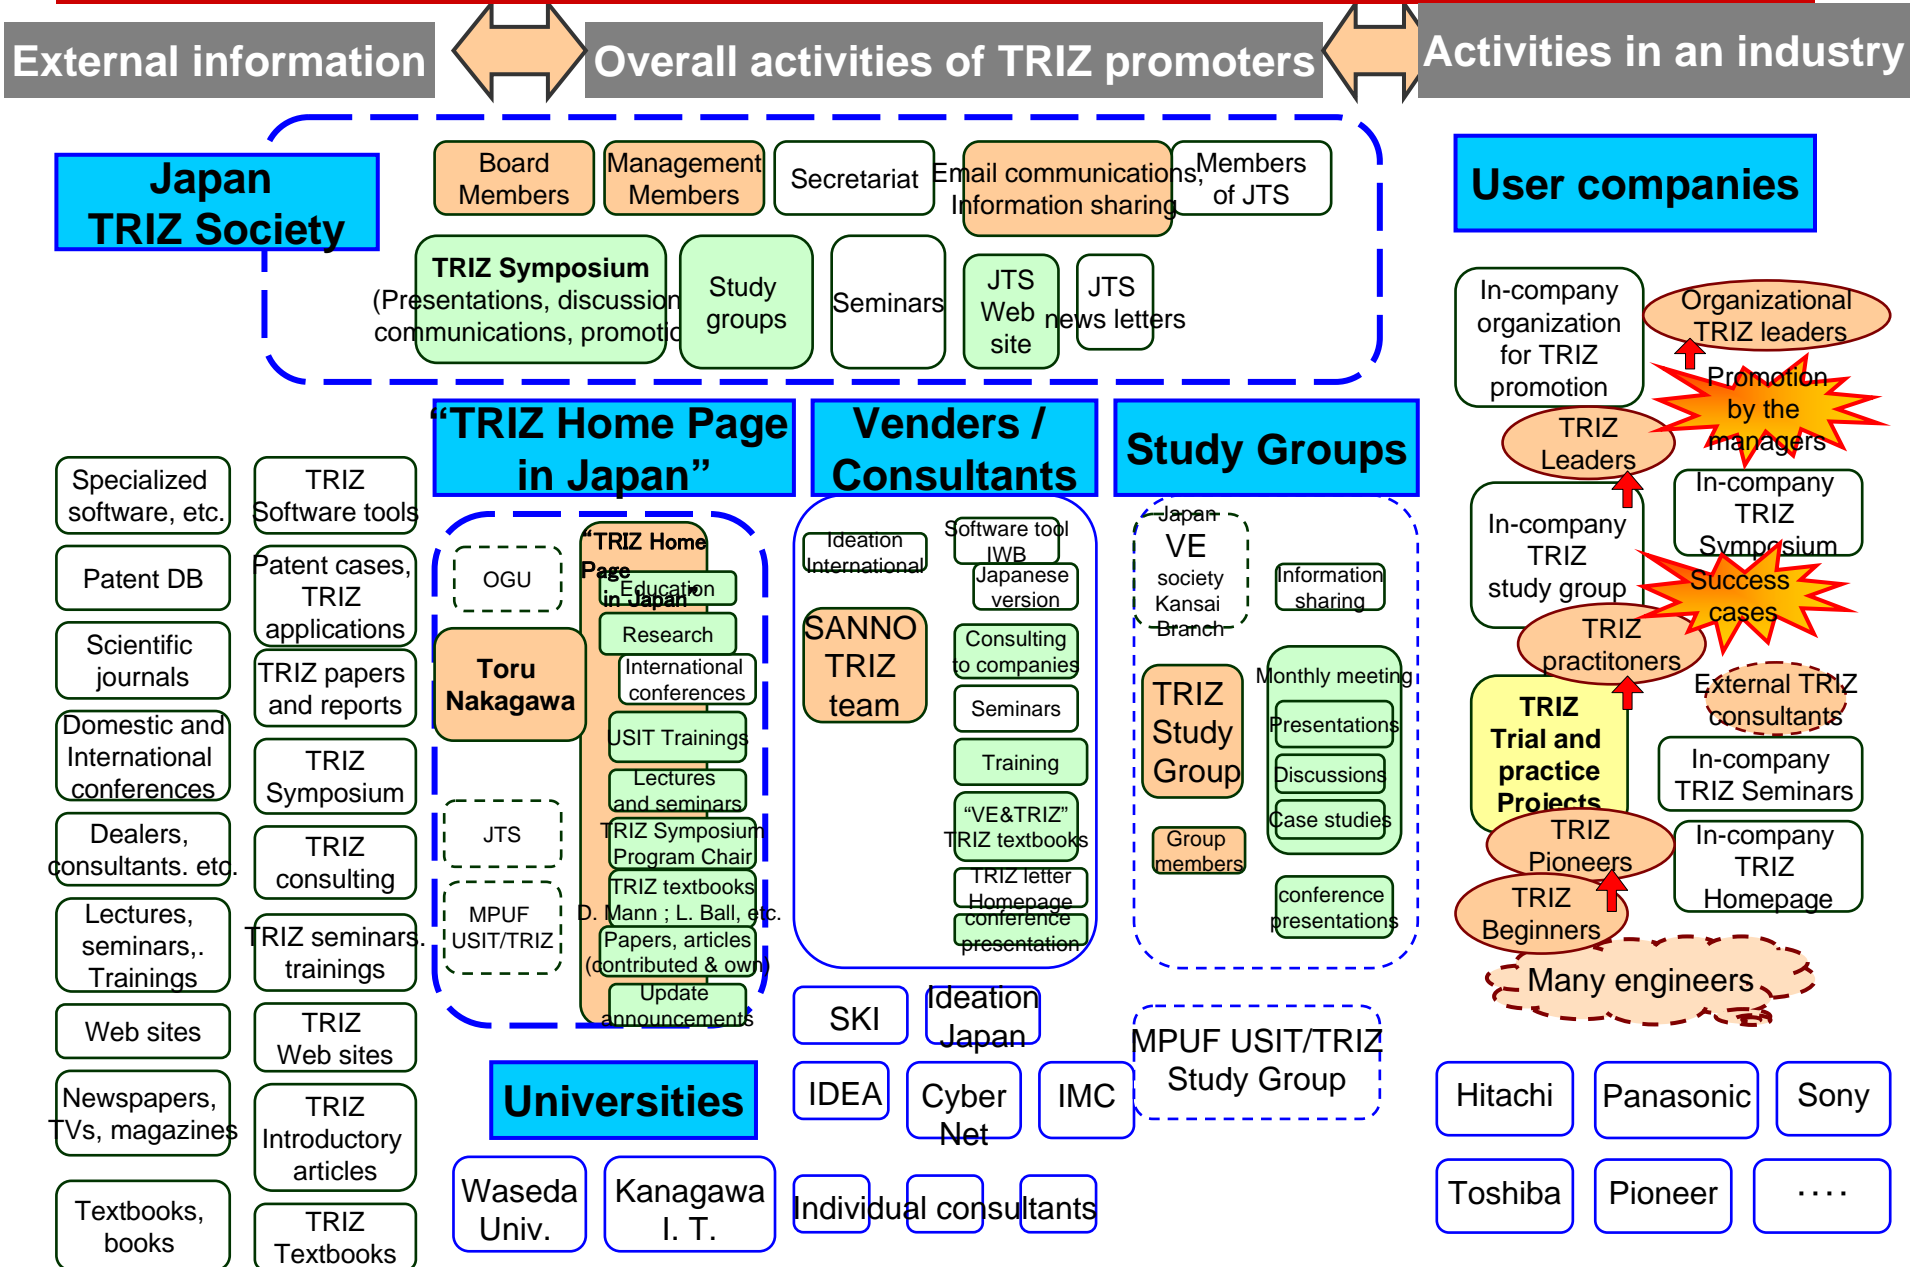 External information
Overall activities of TRIZ promoters
Activities in an industry
Japan
TRIZ Society
Board
Members
Management
Members
Secretariat
Email communications,
Information sharing
Members
of JTS
TRIZ Symposium
(Presentations, discussion
communications, promotio
Study
groups
Seminars
JTS
Web
site
JTS
news letters
User companies
In-company
organization
for TRIZ
promotion
Organizational
TRIZ leaders
Promotion
by the
managers
TRIZ
Leaders
In-company
TRIZ
Symposium
In-company
TRIZ
study group
Success
cases
TRIZ
practitoners
External TRIZ
consultants
TRIZ
Trial and
practice
Projects
In-company
TRIZ Seminars
TRIZ
Pioneers
In-company
TRIZ
Homepage
TRIZ
Beginners
Many engineers
Hitachi
Panasonic
Sony
Toshiba
Pioneer
....
Specialized
software, etc.
Patent DB
Scientific
journals
Domestic and
International
conferences
Dealers,
consultants. etc.
Lectures,
seminars,.
Trainings
Web sites
Newspapers,
TVs, magazines
Textbooks,
books
TRIZ
Software tools
Patent cases,
TRIZ
applications
TRIZ papers
and reports
TRIZ
Symposium
TRIZ
consulting
TRIZ seminars.
trainings
TRIZ
Web sites
TRIZ
Introductory
articles
TRIZ
Textbooks
“TRIZ Home Page
in Japan”
OGU
Toru
Nakagawa
JTS
MPUF
USIT/TRIZ
“TRIZ Home
Page
in Japan”
Education
Research
International
conferences
USIT Trainings
Lectures
and seminars
TRIZ Symposium
Program Chair
TRIZ textbooks
D. Mann ; L. Ball, etc.
Papers, articles
(contributed & own)
Update
announcements
Universities
Waseda
Univ.
Kanagawa
I. T.
Venders /
Consultants
Ideation
International
SANNO
TRIZ
team
Software tool
IWB
Japanese
version
Consulting
to companies
Seminars
Training
“VE&TRIZ”
TRIZ textbooks
TRIZ letter
Homepage
conference
presentation
SKI
Ideation
Japan
IDEA
Cyber
Net
IMC
Individual consultants
Study Groups
Japan
VE
society
Kansai
Branch
Information
sharing
TRIZ
Study
Group
Group
members
Monthly meeting
Presentations
Discussions
Case studies
conference
presentations
MPUF USIT/TRIZ
Study Group